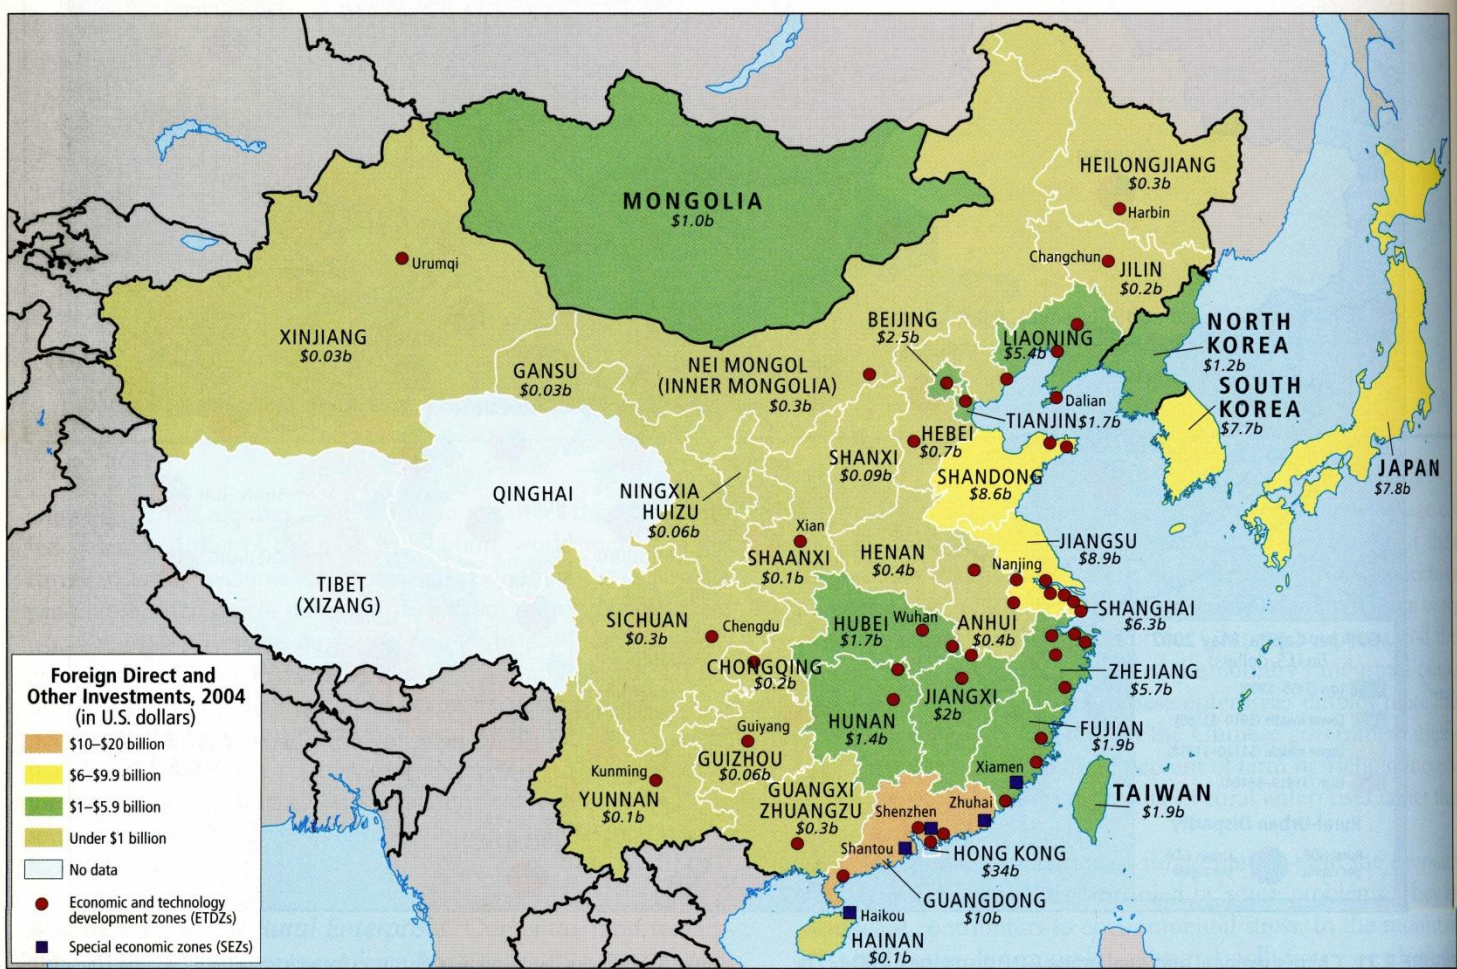 HEILONGJIANG
$0.3b
Harbin
MONGOLIA
$1.0b
Changchun
JILIN
$0.2b
Urumqi
XINJIANG
$0.03b
BEIJING
$2.5b
LIAONING
$5.4b
NORTH
KOREA
$1.2b
GANSU
$0.03b
NEI MONGOL
(INNER MONGOLIA)
$0.3b
SOUTH
KOREA
$7.7b
Dalian
TIANJIN $1.7b
HEBEI
$0.7b
SHANXI
$0.09b
SHANDONG
$8.6b
JAPAN
$7.8b
QINGHAI
NINGXIA
HUIZU
$0.06b
Xian
SHAANXI
$0.1b
HENAN
$0.4b
JIANGSU
$8.9b
Nanjing
TIBET
(XIZANG)
SICHUAN
$0.3b
Chengdu
HUBEI
$1.7b
Wuhan
ANHUI
$0.4b
SHANGHAI
$6.3b
CHONGQING
$0.2b
ZHEJIANG
$5.7b
JIANGXI
$2b
HUNAN
$1.4b
FUJIAN
$1.9b
Guiyang
GUIZHOU
$0.06b
Kunming
YUNNAN
$0.1b
GUANGXI
ZHUANGZU
$0.3b
Xiamen
Zhuhai
Shenzhen
Shantou
TAIWAN
$1.9b
HONG KONG
$34b
GUANGDONG
$10b
Haikou
HAINAN
$0.1b
Foreign Direct and
Other Investments, 2004
(in U.S. dollars)
$10–$20 billion
$6–$9.9 billion
$1–$5.9 billion
Under $1 billion
No data
Economic and technology
development zones (ETDZs)
Special economic zones (SEZs)